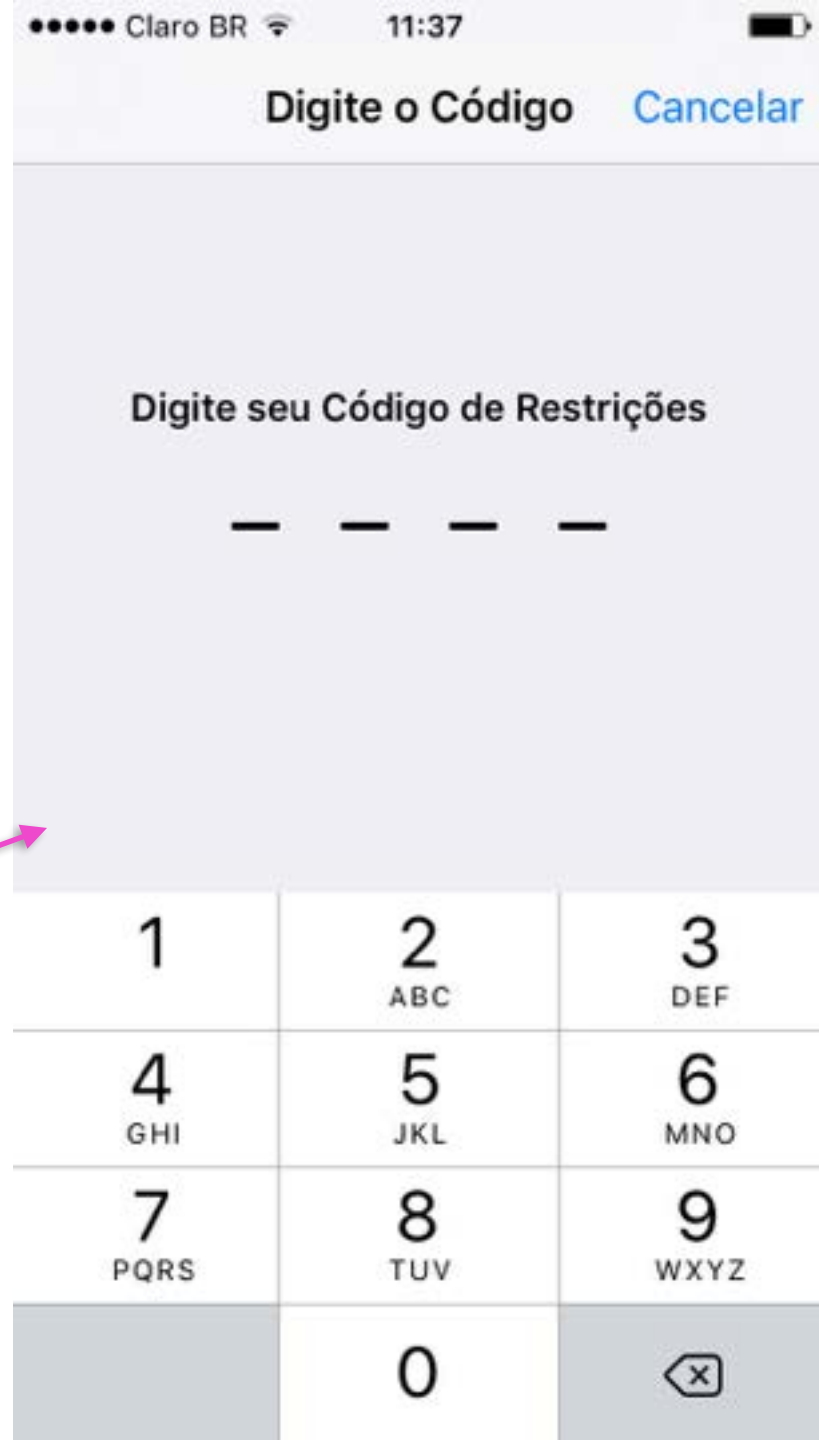 Claro BR 11:37
Digite o Código Cancelar
Digite seu Código de Restrições
1 2 3
ABC DEF
4 5 6
GHI JKL MNO
7 8 9
PQRS TUV WXYZ
0